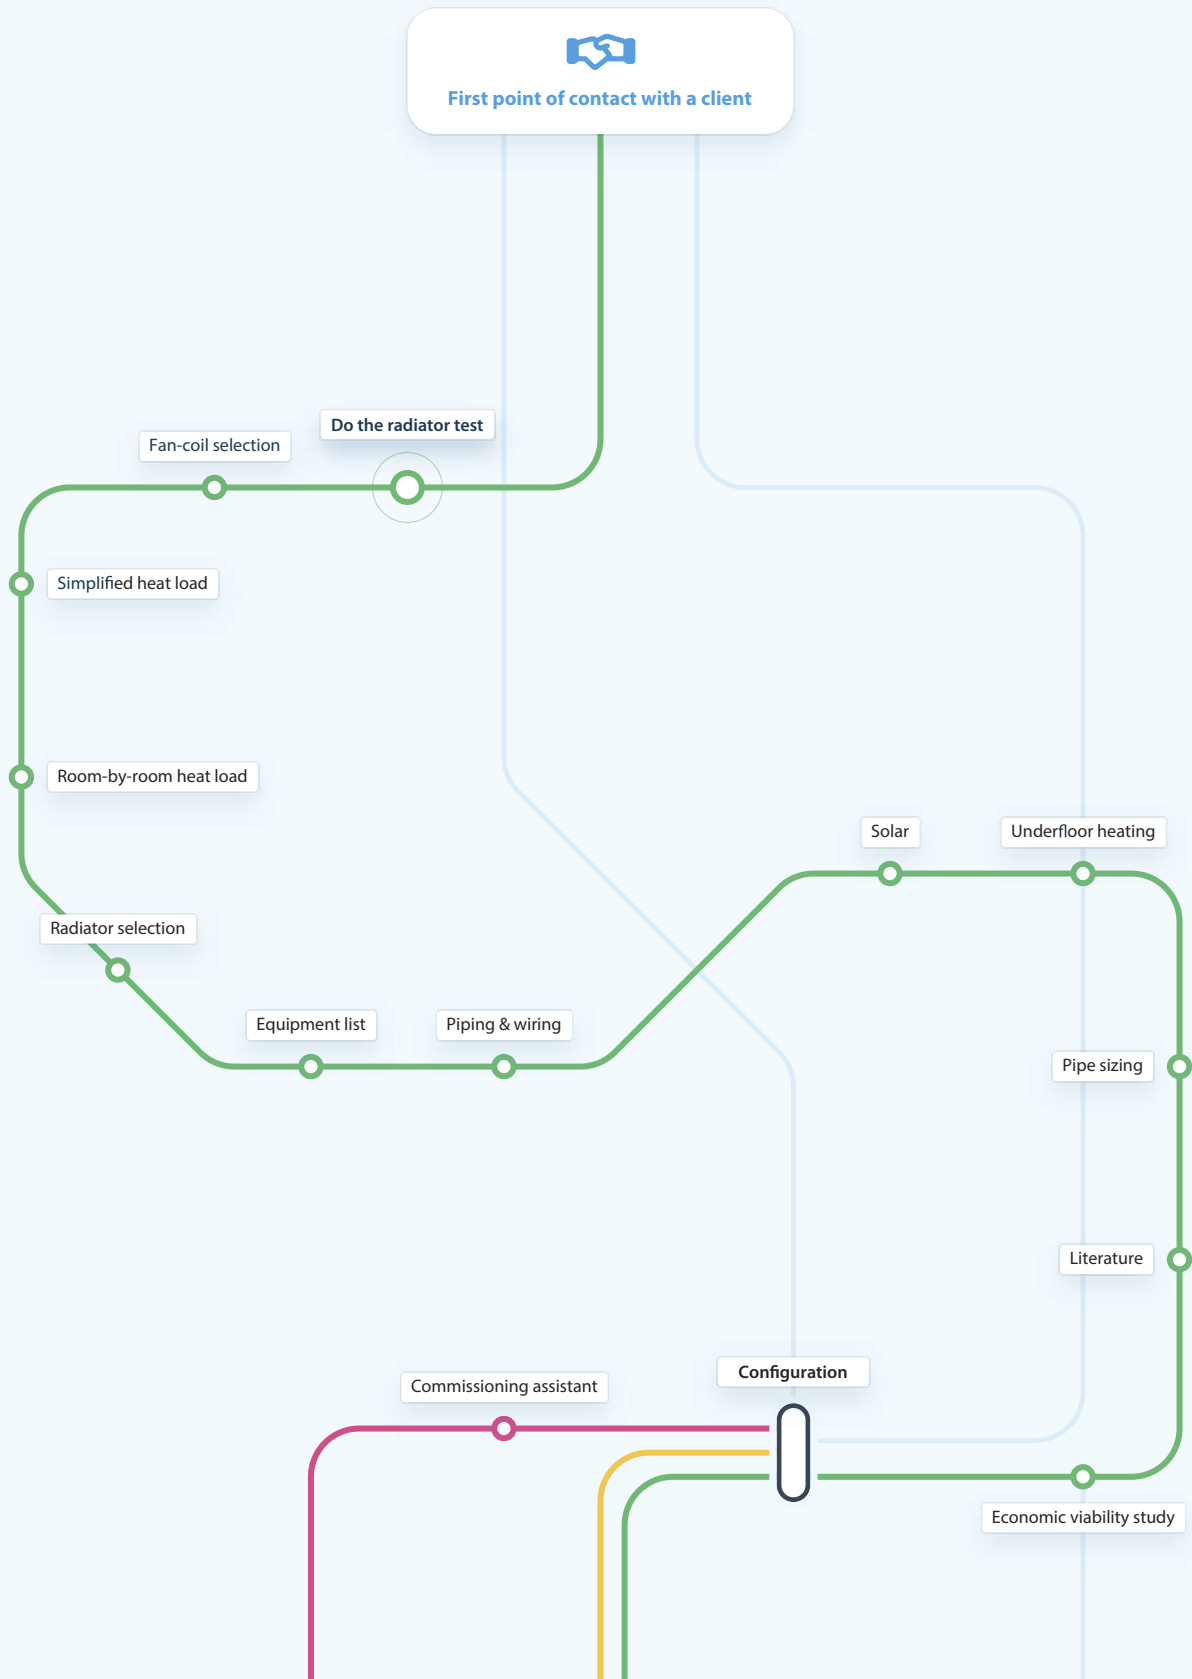 First point of contact with a client
Do the radiator test
Fan-coil selection
Simplified heat load
Room-by-room heat load
Solar
Underfloor heating
Radiator selection
Equipment list
Piping & wiring
Pipe sizing
Literature
Configuration
Commissioning assistant
Economic viability study